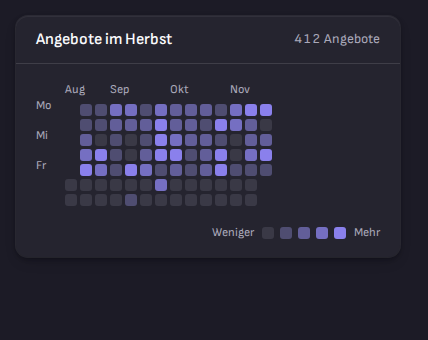 Angebote im Herbst
412 Angebote
Aug Sep Okt Nov
Mo
Mi
Fr
Weniger Mehr